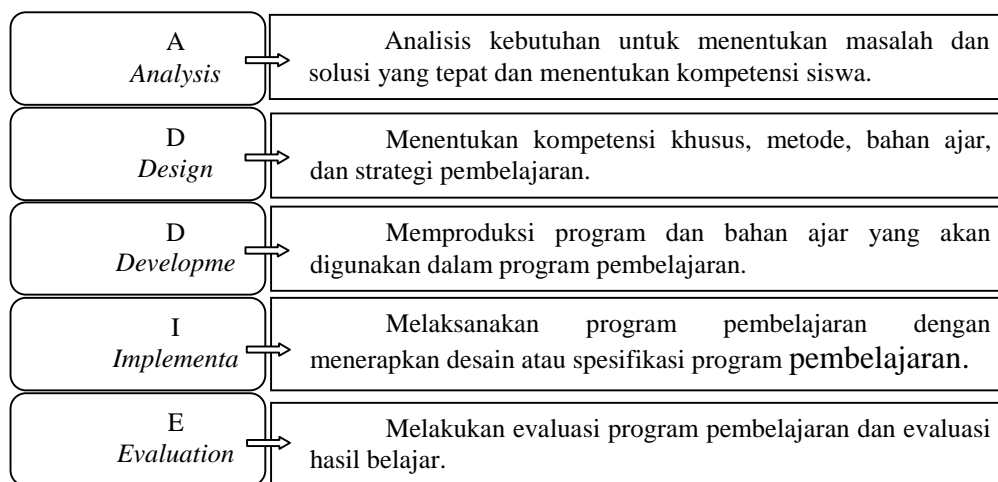 A
Analysis
Analisis kebutuhan untuk menentukan masalah dan
solusi yang tepat dan menentukan kompetensi siswa.
D
Design
Menentukan kompetensi khusus, metode, bahan ajar,
dan strategi pembelajaran.
D
Developme
Memproduksi program dan bahan ajar yang akan
digunakan dalam program pembelajaran.
I
Implementa
Melaksanakan program pembelajaran dengan
menerapkan desain atau spesifikasi program pembelajaran.
E
Evaluation
Melakukan evaluasi program pembelajaran dan evaluasi
hasil belajar.